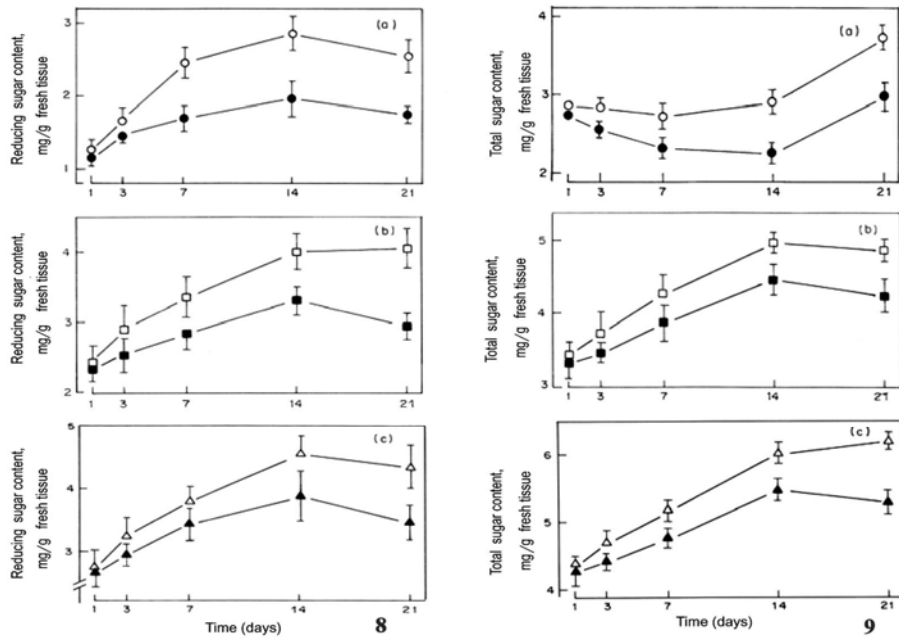 Reducing sugar content,
mg/g fresh tissue
3
2
1
(a)
1 3 7 14 21
Reducing sugar content,
mg/g fresh tissue
4
3
2
(b)
1 3 7 14 21
Reducing sugar content,
mg/g fresh tissue
5
4
3
(c)
1 3 7 14 21
Time (days)
8
Total sugar content,
mg/g fresh tissue
4
3
2
(a)
1 3 7 14 21
Total sugar content,
mg/g fresh tissue
5
4
3
(b)
1 3 7 14 21
Total sugar content,
mg/g fresh tissue
6
5
4
(c)
1 3 7 14 21
Time (days)
9